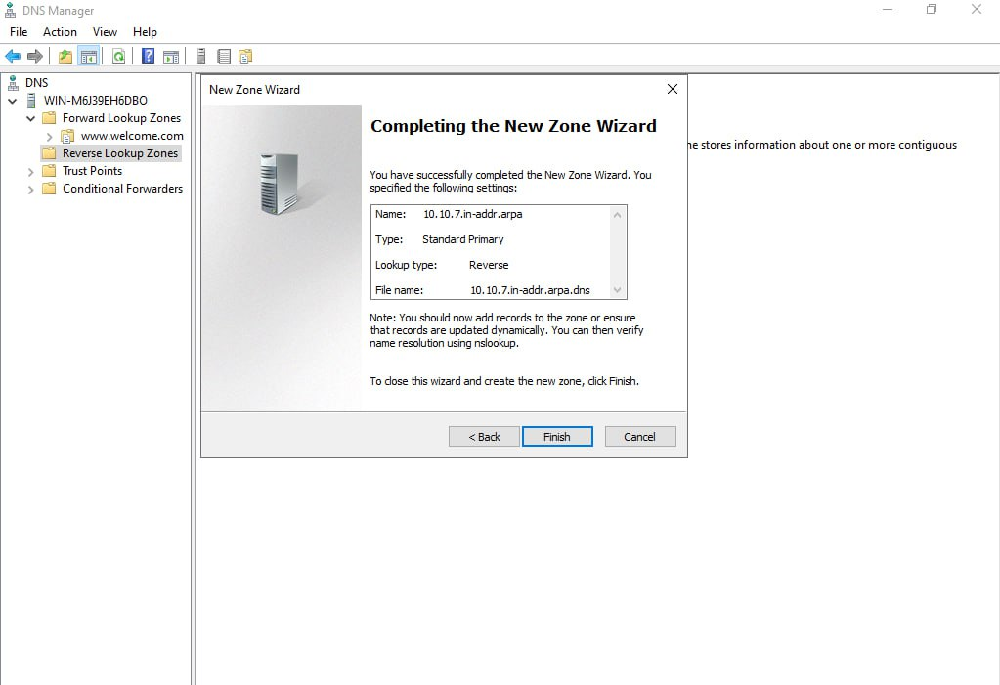 DNS Manager
File Action View Help
DNS
WIN-M6J39EH6DBO
Forward Lookup Zones
www.welcome.com
Reverse Lookup Zones
Trust Points
Conditional Forwarders
New Zone Wizard
Completing the New Zone Wizard
You have successfully completed the New Zone Wizard. You
specified the following settings:
Name: 10.10.7.in-addr.arpa
Type: Standard Primary
Lookup type: Reverse
File name: 10.10.7.in-addr.arpa.dns
Note: You should now add records to the zone or ensure
that records are updated dynamically. You can then verify
name resolution using nslookup.
To close this wizard and create the new zone, click Finish.
< Back Finish Cancel
stores information about one or more contiguous